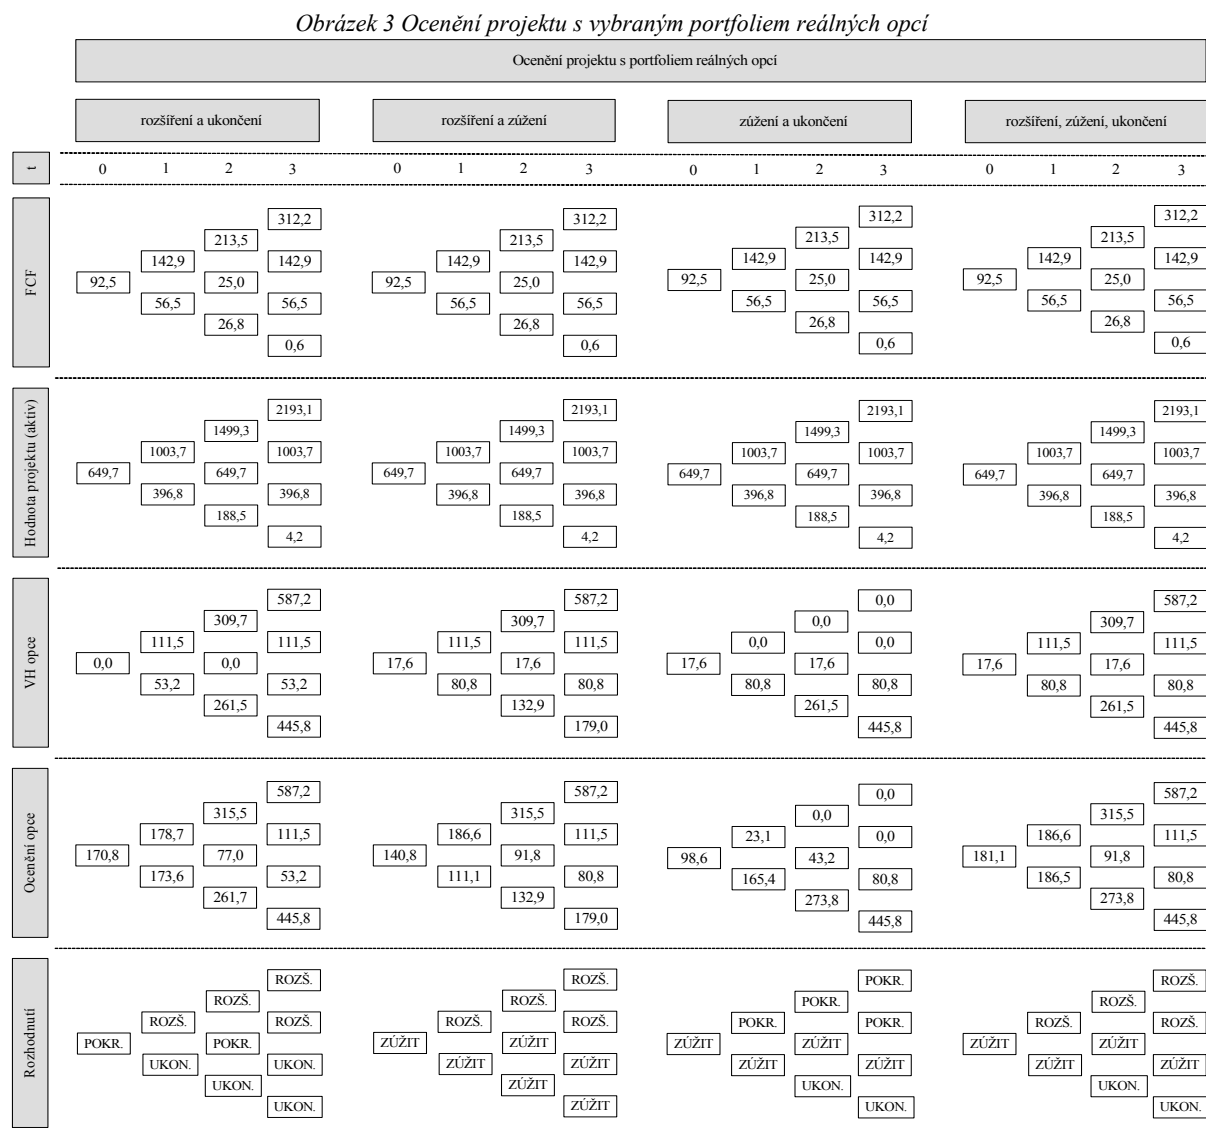 Obrázek 3 Ocenění projektu s vybraným portfoliem reálných opcí
Ocenění projektu s portfoliem reálných opcí
rozšíření a ukončení rozšíření a zúžení zúžení a ukončení rozšíření, zúžení, ukončení
t 0 1 2 3 0 1 2 3 0 1 2 3 0 1 2 3
FCF
312,2 312,2 312,2 312,2
213,5 213,5 213,5 213,5
142,9 142,9 142,9 142,9 142,9 142,9 142,9 142,9
92,5 25,0 92,5 25,0 92,5 25,0 92,5 25,0
56,5 56,5 56,5 56,5 56,5 56,5 56,5 56,5
26,8 26,8 26,8 26,8
0,6 0,6 0,6 0,6
Hodnota projektu (aktiv)
2193,1 2193,1 2193,1 2193,1
1499,3 1499,3 1499,3 1499,3
1003,7 1003,7 1003,7 1003,7 1003,7 1003,7 1003,7 1003,7
649,7 649,7 649,7 649,7 649,7 649,7 649,7 649,7
396,8 396,8 396,8 396,8 396,8 396,8 396,8 396,8
188,5 188,5 188,5 188,5
4,2 4,2 4,2 4,2
VH opce
587,2 587,2 0,0 587,2
309,7 309,7 0,0 309,7
111,5 111,5 111,5 111,5 0,0 0,0 111,5 111,5
0,0 0,0 17,6 17,6 17,6 17,6 17,6 17,6
53,2 53,2 80,8 80,8 80,8 80,8 80,8 80,8
261,5 132,9 261,5 261,5
445,8 179,0 445,8 445,8
Ocenění opce
587,2 587,2 0,0 587,2
315,5 315,5 0,0 315,5
178,7 111,5 186,6 111,5 23,1 0,0 186,6 111,5
170,8 77,0 140,8 91,8 98,6 43,2 181,1 91,8
173,6 53,2 111,1 80,8 165,4 80,8 186,5 80,8
261,7 132,9 273,8 273,8
445,8 179,0 445,8 445,8
Rozhodnutí
ROZŠ. ROZŠ. POKR. ROZŠ.
ROZŠ. ROZŠ. POKR. ROZŠ.
ROZŠ. ROZŠ. ROZŠ. ROZŠ. POKR. POKR. ROZŠ. ROZŠ.
POKR. POKR. ZÚŽIT ZÚŽIT ZÚŽIT ZÚŽIT ZÚŽIT ZÚŽIT
UKON. UKON. ZÚŽIT ZÚŽIT ZÚŽIT ZÚŽIT ZÚŽIT ZÚŽIT
UKON. ZÚŽIT UKON. UKON.
UKON. ZÚŽIT UKON. UKON.